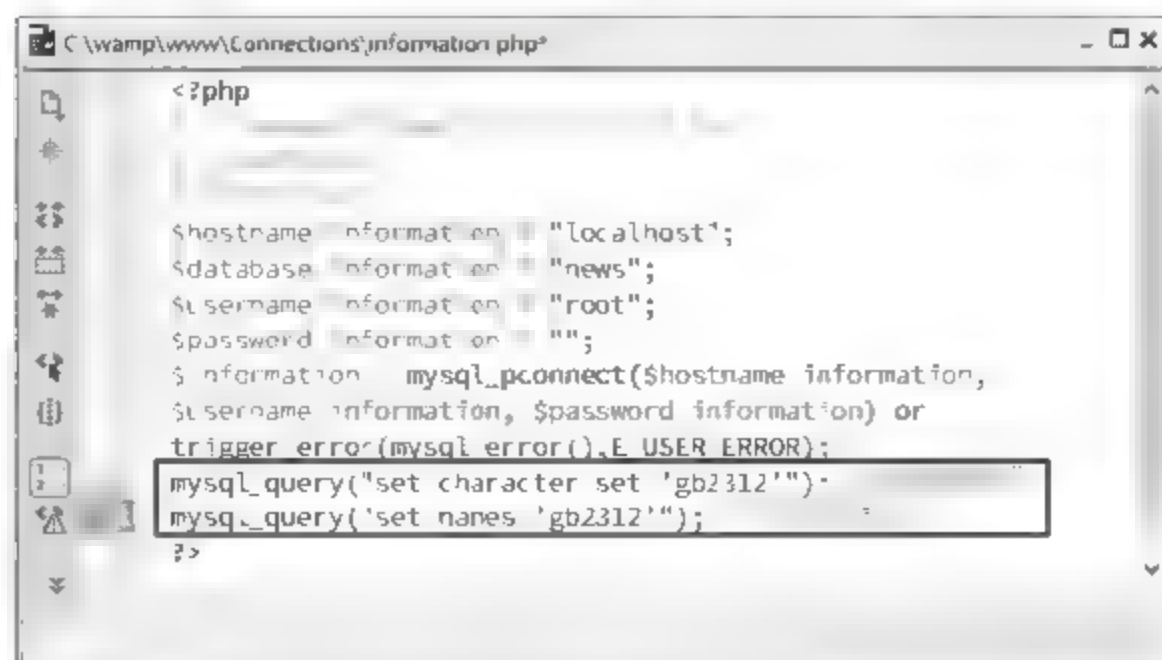 C:\wamp\www\Connections\information.php*
<?php
$hostname_information = "localhost";
$database_information = "news";
$username_information = "root";
$password_information = "";
$information = mysql_pconnect($hostname_information,
$username_information, $password_information) or
trigger_error(mysql_error(),E_USER_ERROR);
mysql_query("set character set 'gb2312'");
mysql_query("set names 'gb2312'");
?>